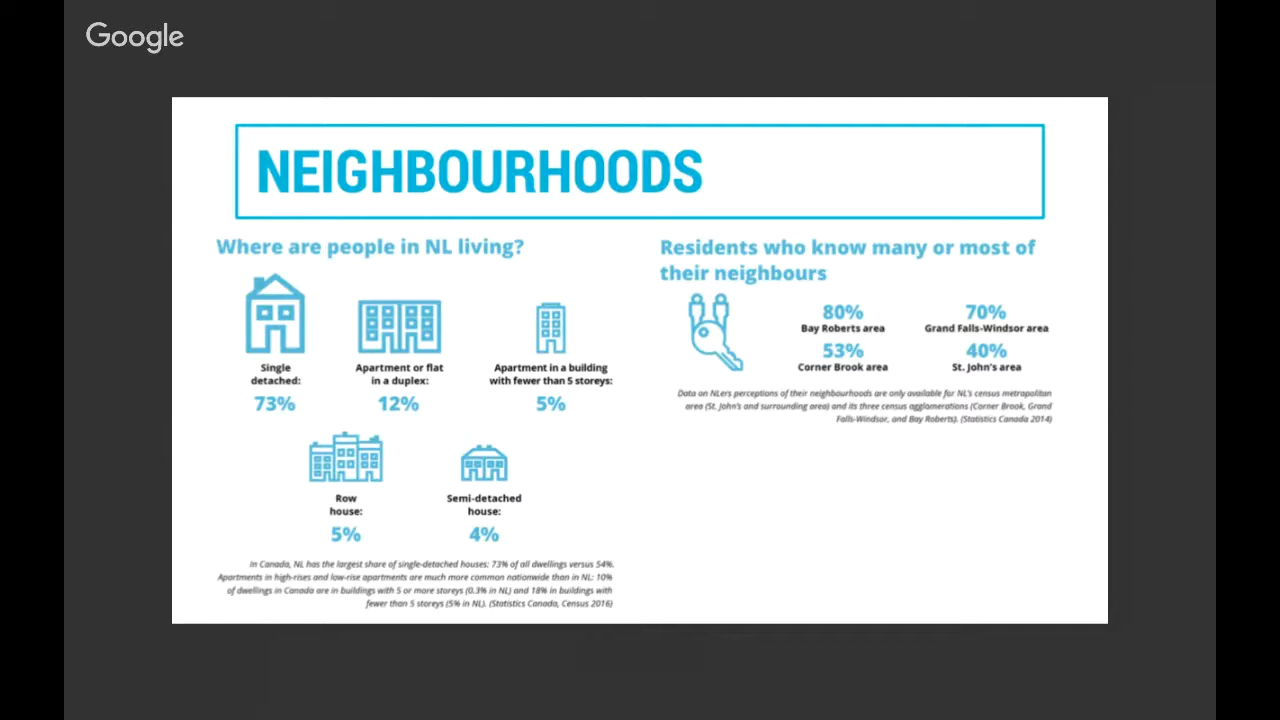 Google
NEIGHBOURHOODS
Where are people in NL living?
Single
detached:
73%
Apartment or flat
in a duplex:
12%
Apartment in a building
with fewer than 5 storeys:
5%
Row
house:
5%
Semi-detached
house:
4%
In Canada, NL has the largest share of single-detached houses: 73% of all dwellings versus 54%.
Apartments in high-rises and low-rise apartments are much more common nationwide than in NL: 10%
of dwellings in Canada are in buildings with 5 or more storeys (0.3% in NL) and 18% in buildings with
fewer than 5 storeys (5% in NL). (Statistics Canada, Census 2016)
Residents who know many or most of
their neighbours
80%
Bay Roberts area
70%
Grand Falls-Windsor area
53%
Corner Brook area
40%
St. John's area
Data on NLers perceptions of their neighbourhoods are only available for NL's census metropolitan
area (St. John's and surrounding area) and its three census agglomerations (Corner Brook, Grand
Falls-Windsor, and Bay Roberts). (Statistics Canada 2014)